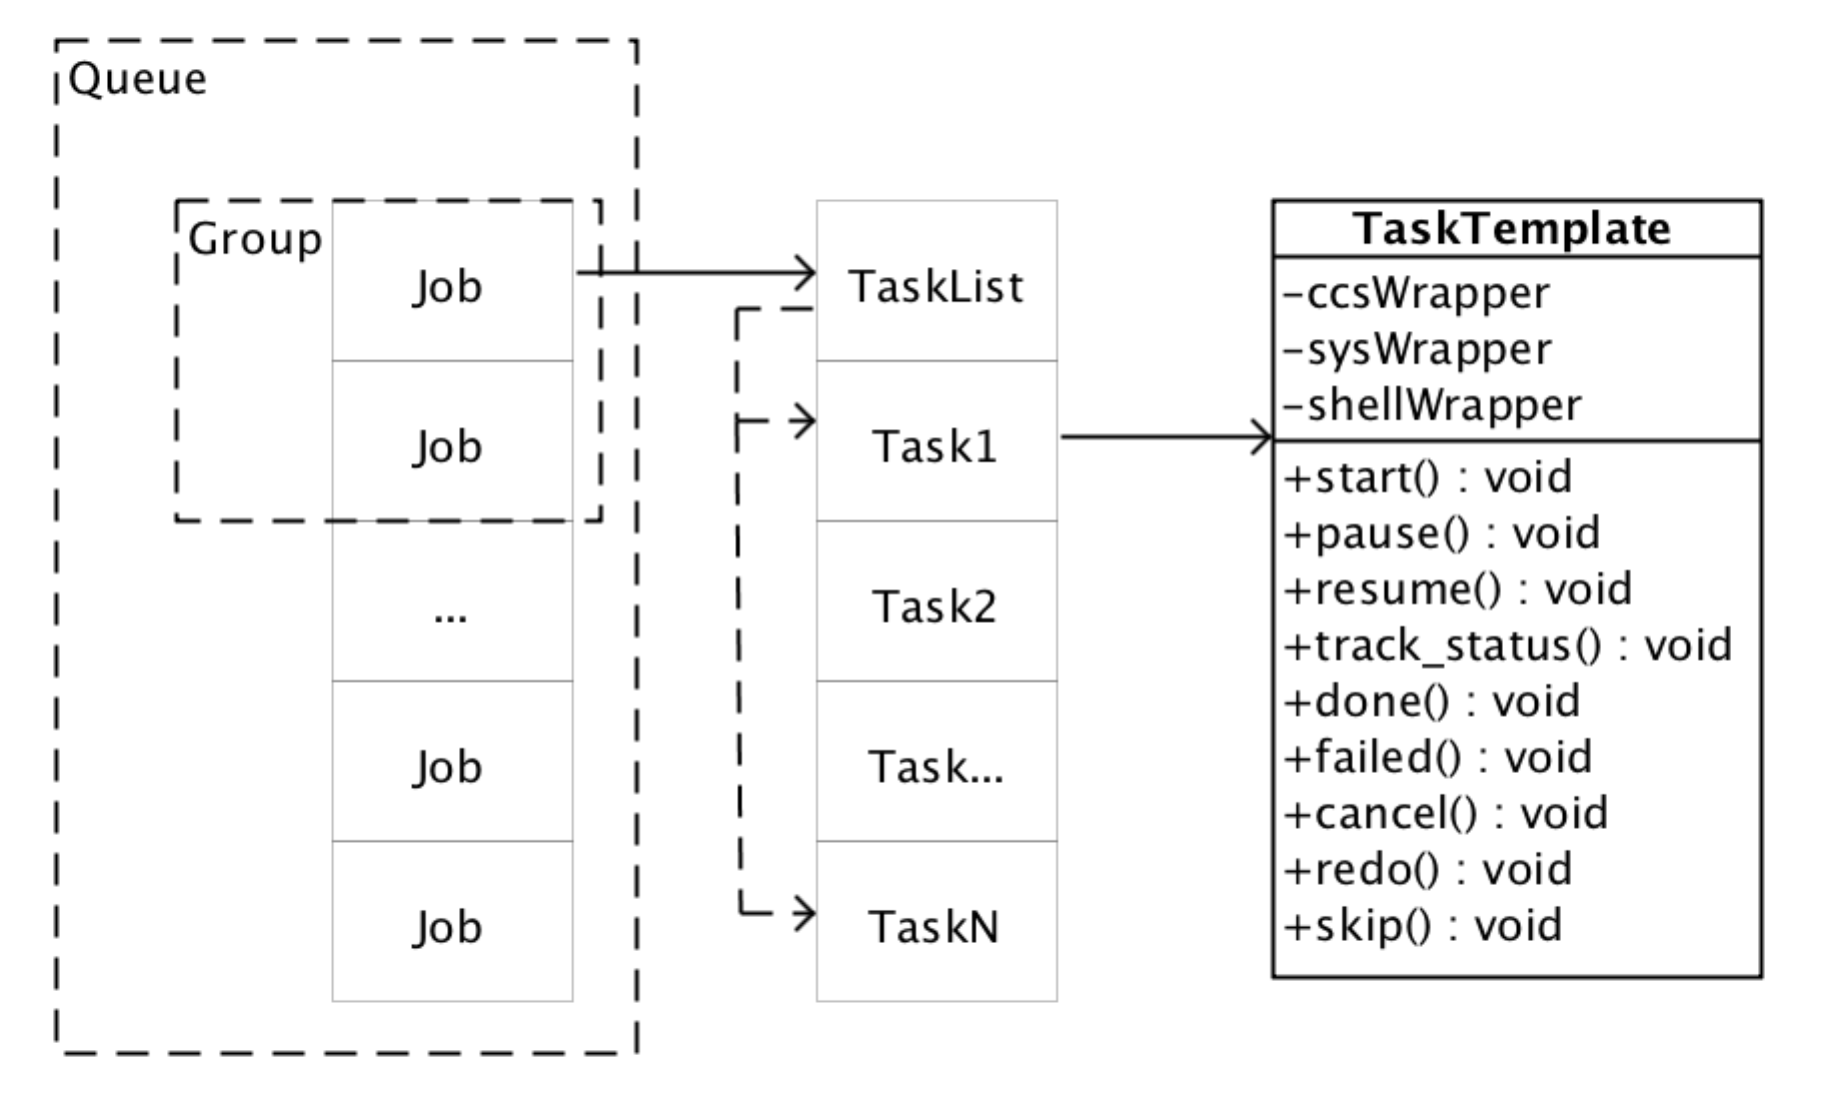 Queue
Group
Job
Job
...
Job
Job
TaskList
Task1
Task2
Task...
TaskN
TaskTemplate
-ccsWrapper
-sysWrapper
-shellWrapper
+start() : void
+pause() : void
+resume() : void
+track_status() : void
+done() : void
+failed() : void
+cancel() : void
+redo() : void
+skip() : void